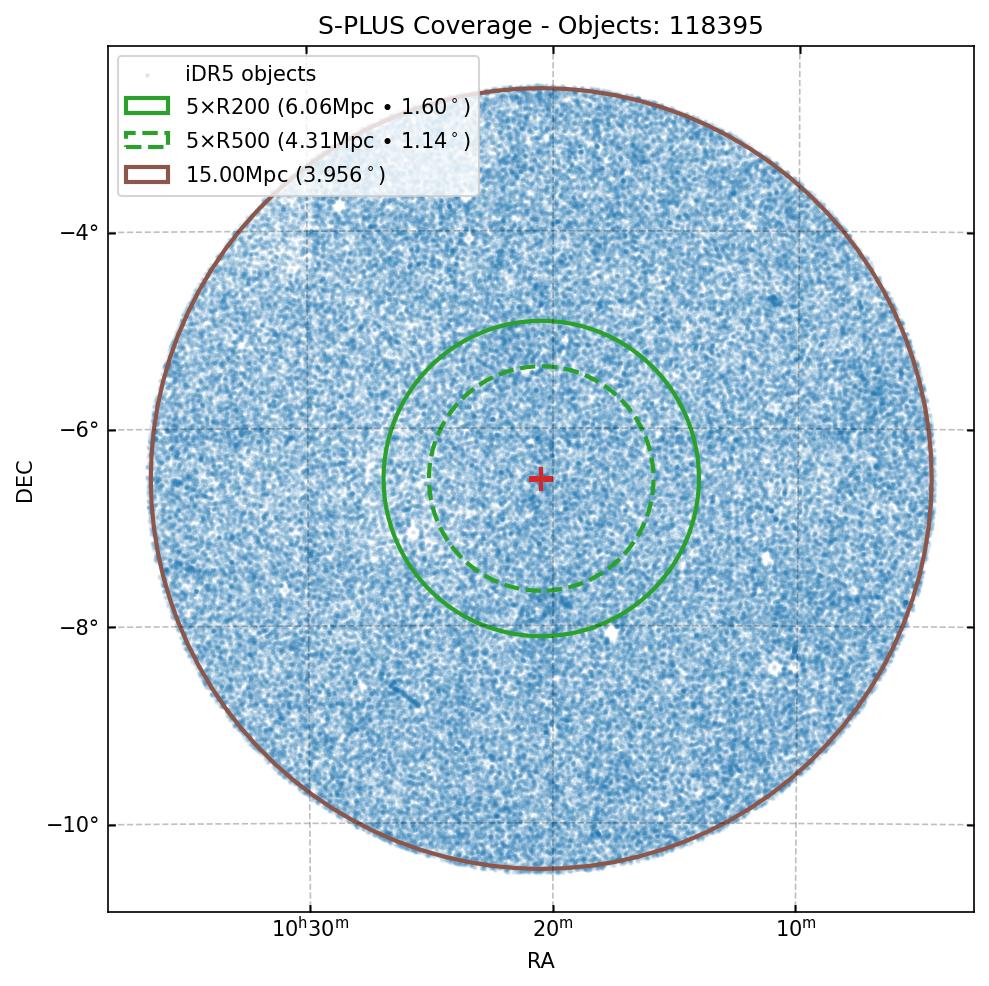 S-PLUS Coverage - Objects: 118395
iDR5 objects
5×R200 (6.06Mpc • 1.60°)
5×R500 (4.31Mpc • 1.14°)
15.00Mpc (3.956°)
−4°
−6°
−8°
−10°
DEC
10ʰ30ᵐ 20ᵐ 10ᵐ
RA